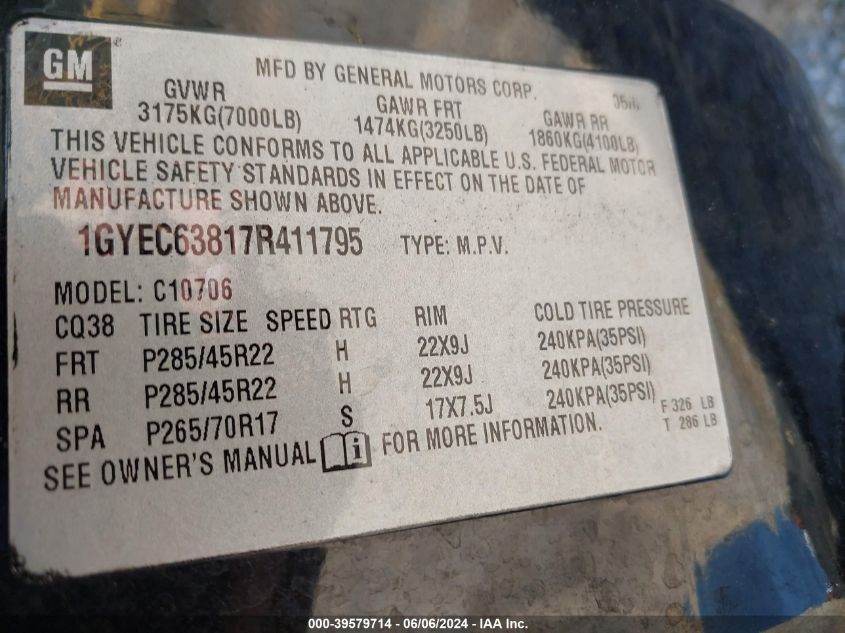 GM
MFD BY GENERAL MOTORS CORP.
GVWR GAWR FRT GAWR RR
3175KG(7000LB) 1474KG(3250LB) 1860KG(4100LB)
THIS VEHICLE CONFORMS TO ALL APPLICABLE U.S. FEDERAL MOTOR
VEHICLE SAFETY STANDARDS IN EFFECT ON THE DATE OF
MANUFACTURE SHOWN ABOVE.
1GYEC63817R411795 TYPE: M.P.V.
MODEL: C10706
CQ38 TIRE SIZE SPEED RTG RIM COLD TIRE PRESSURE
FRT P285/45R22 H 22X9J 240KPA(35PSI)
RR P285/45R22 H 22X9J 240KPA(35PSI)
SPA P265/70R17 S 17X7.5J 240KPA(35PSI)
F 326 LB
T 286 LB
SEE OWNER'S MANUAL i FOR MORE INFORMATION.
000-39579714 - 06/06/2024 - IAA Inc.